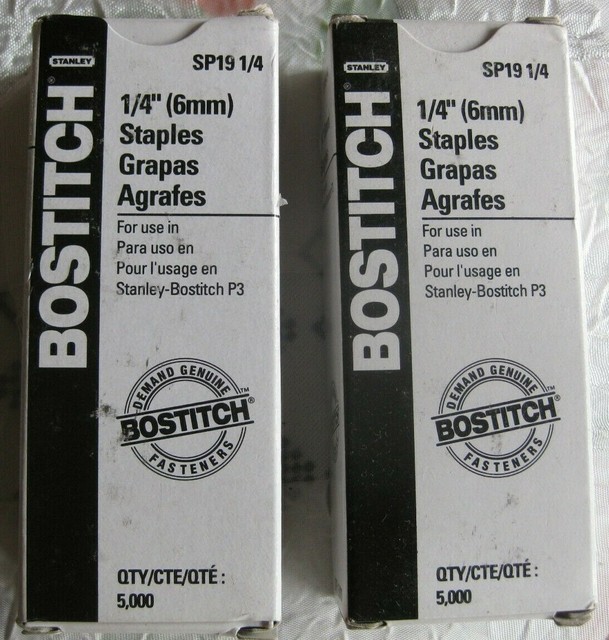 STANLEY
BOSTITCH®
SP19 1/4
1/4" (6mm)
Staples
Grapas
Agrafes
For use in
Para uso en
Pour l'usage en
Stanley-Bostitch P3
DEMAND GENUINE™
BOSTITCH®
FASTENERS
QTY/CTE/QTÉ :
5,000
STANLEY
BOSTITCH®
SP19 1/4
1/4" (6mm)
Staples
Grapas
Agrafes
For use in
Para uso en
Pour l'usage en
Stanley-Bostitch P3
DEMAND GENUINE™
BOSTITCH®
FASTENERS
QTY/CTE/QTÉ :
5,000